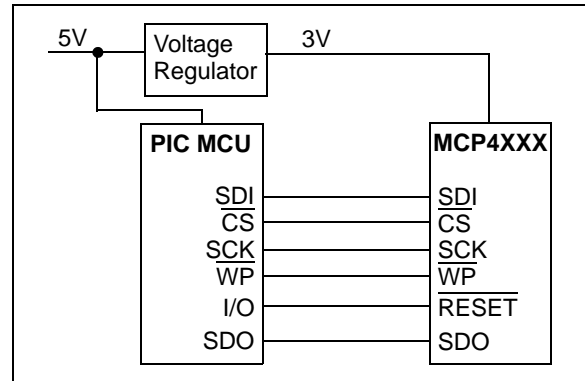 5V
Voltage
Regulator
3V
PIC MCU
MCP4XXX
SDI
SDI
CS
CS
SCK
SCK
WP
WP
I/O
RESET
SDO
SDO